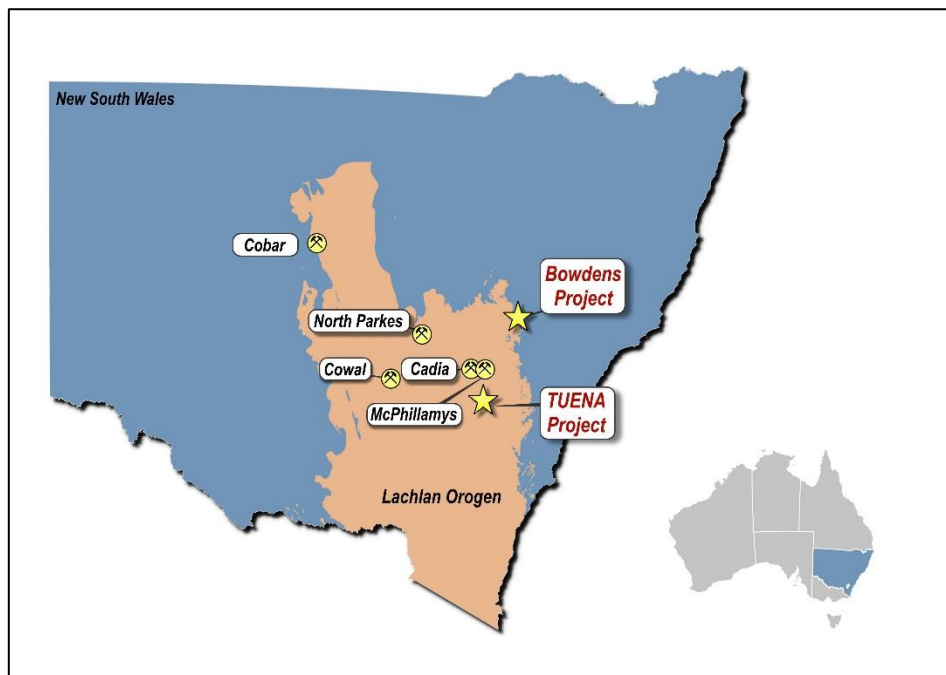 New South Wales
Cobar
Bowdens
Project
North Parkes
Cowal
Cadia
McPhillamys
TUENA
Project
Lachlan Orogen